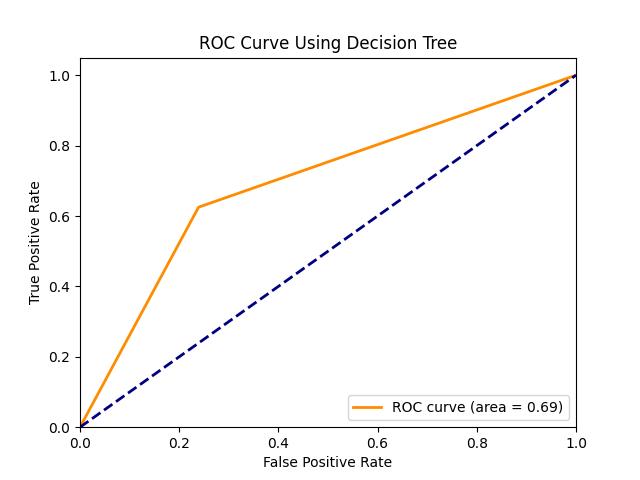 ROC Curve Using Decision Tree
True Positive Rate
1.0
0.8
0.6
0.4
0.2
0.0
ROC curve (area = 0.69)
0.0 0.2 0.4 0.6 0.8 1.0
False Positive Rate